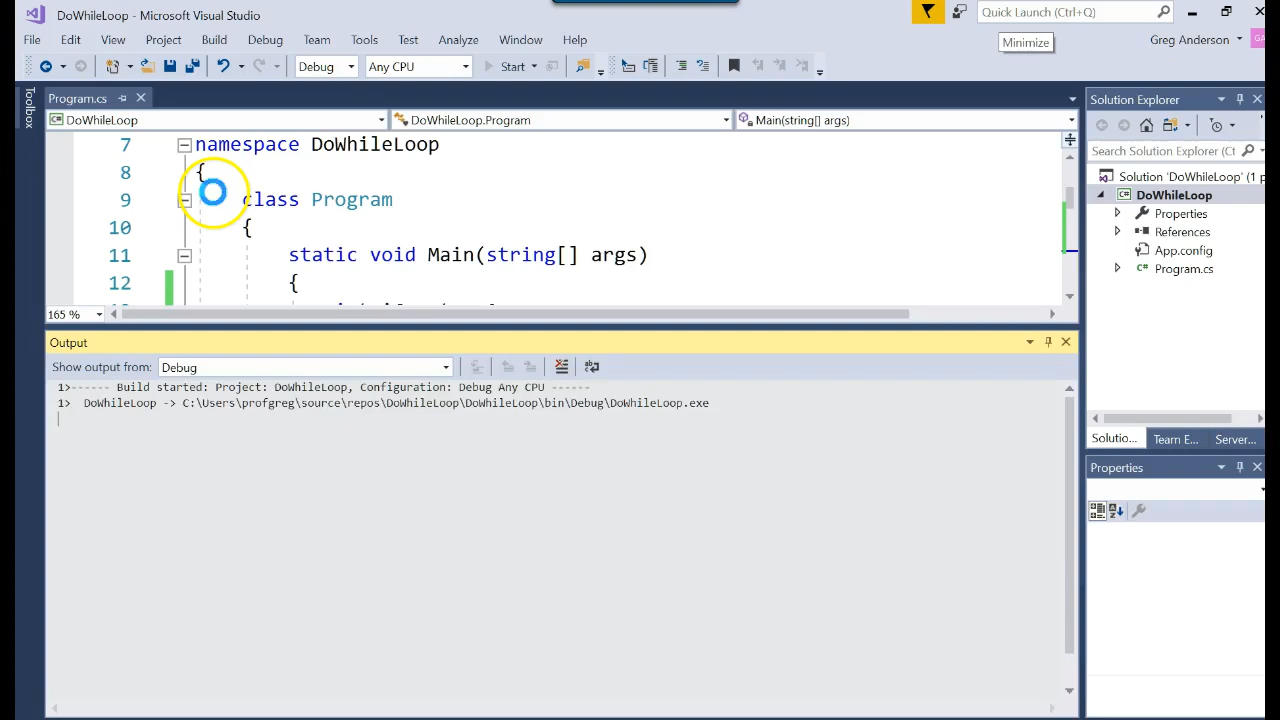 DoWhileLoop - Microsoft Visual Studio
Quick Launch (Ctrl+Q)
File Edit View Project Build Debug Team Tools Test Analyze Window Help
Minimize
Greg Anderson
GA
Debug Any CPU Start
Toolbox
Program.cs
DoWhileLoop DoWhileLoop.Program Main(string[] args)
7 namespace DoWhileLoop
8 {
9 class Program
10 {
11 static void Main(string[] args)
12 {
165 %
Output
Show output from: Debug
1>------ Build started: Project: DoWhileLoop, Configuration: Debug Any CPU ------
1> DoWhileLoop -> C:\Users\profgreg\source\repos\DoWhileLoop\DoWhileLoop\bin\Debug\DoWhileLoop.exe
Solution Explorer
Search Solution Explorer (Ct
Solution 'DoWhileLoop' (1 p
DoWhileLoop
Properties
References
App.config
Program.cs
Solutio... Team E... Server...
Properties